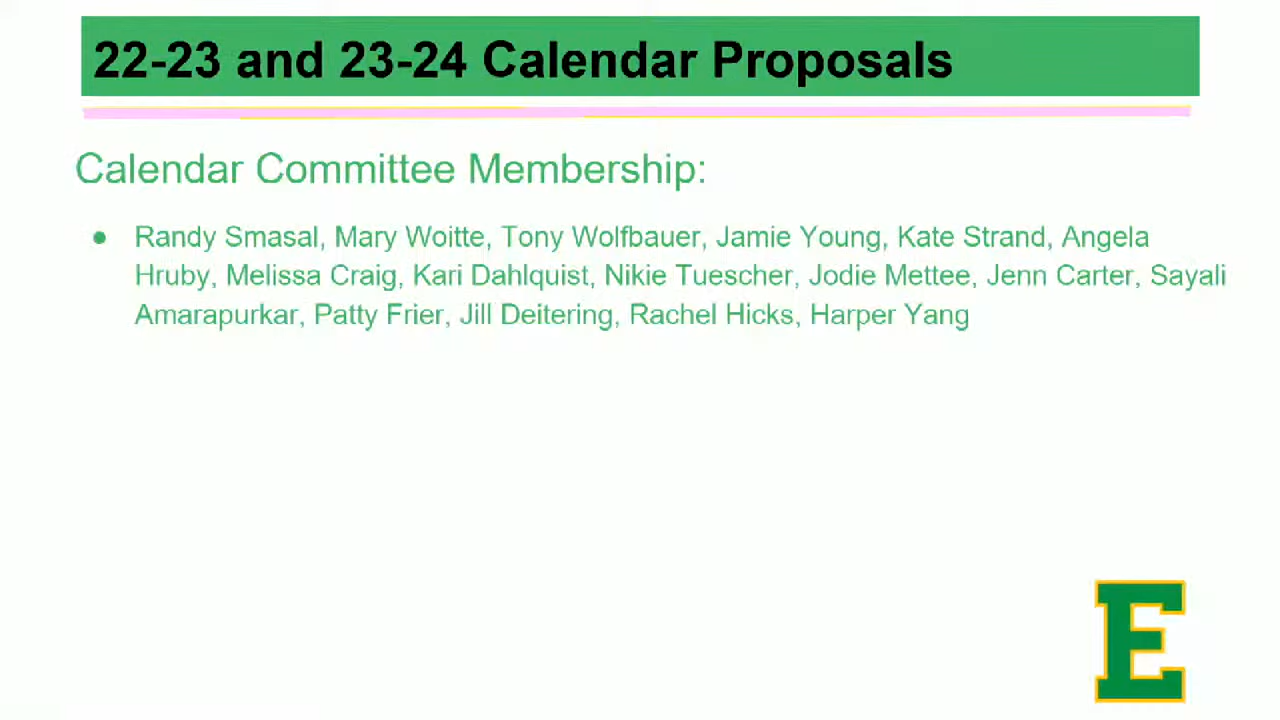 22-23 and 23-24 Calendar Proposals
Calendar Committee Membership:
● Randy Smasal, Mary Woitte, Tony Wolfbauer, Jamie Young, Kate Strand, Angela
Hruby, Melissa Craig, Kari Dahlquist, Nikie Tuescher, Jodie Mettee, Jenn Carter, Sayali
Amarapurkar, Patty Frier, Jill Deitering, Rachel Hicks, Harper Yang
E